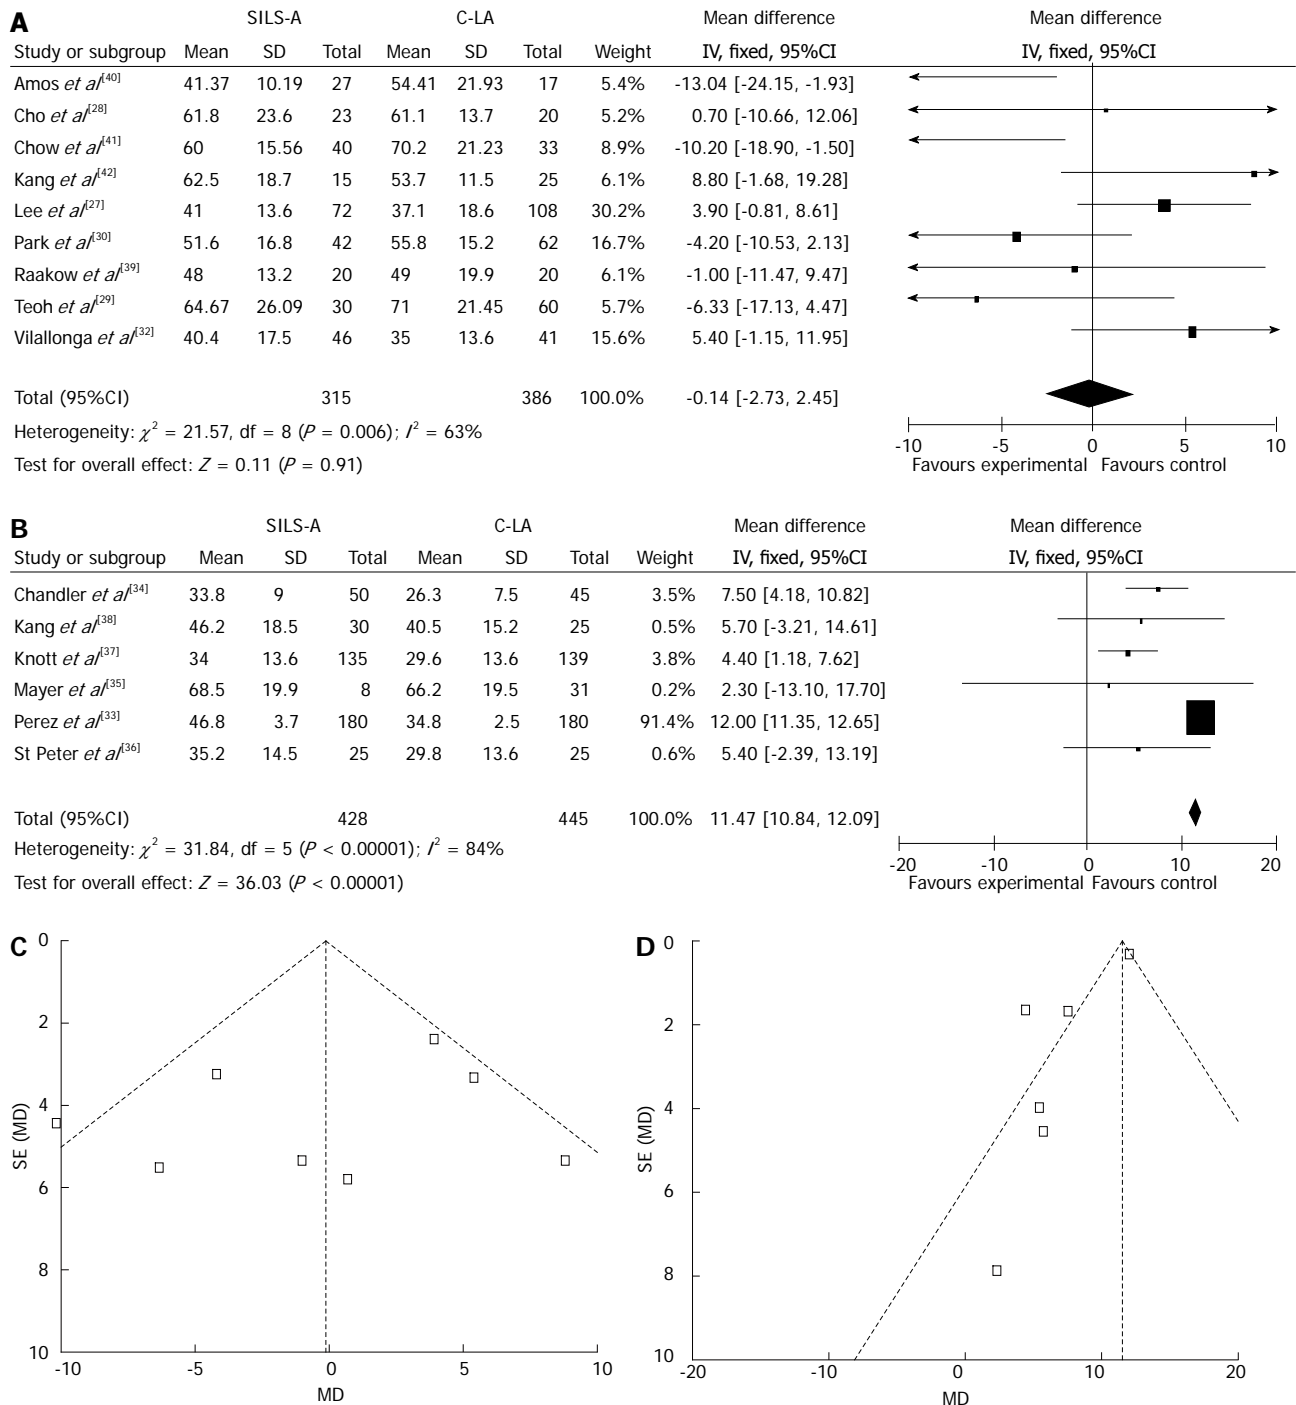 A SILS-A C-LA Mean difference Mean difference
Study or subgroup Mean SD Total Mean SD Total Weight IV, fixed, 95%CI IV, fixed, 95%CI
Amos et al[40] 41.37 10.19 27 54.41 21.93 17 5.4% -13.04 [-24.15, -1.93]
Cho et al[28] 61.8 23.6 23 61.1 13.7 20 5.2% 0.70 [-10.66, 12.06]
Chow et al[41] 60 15.56 40 70.2 21.23 33 8.9% -10.20 [-18.90, -1.50]
Kang et al[42] 62.5 18.7 15 53.7 11.5 25 6.1% 8.80 [-1.68, 19.28]
Lee et al[27] 41 13.6 72 37.1 18.6 108 30.2% 3.90 [-0.81, 8.61]
Park et al[30] 51.6 16.8 42 55.8 15.2 62 16.7% -4.20 [-10.53, 2.13]
Raakow et al[39] 48 13.2 20 49 19.9 20 6.1% -1.00 [-11.47, 9.47]
Teoh et al[29] 64.67 26.09 30 71 21.45 60 5.7% -6.33 [-17.13, 4.47]
Vilallonga et al[32] 40.4 17.5 46 35 13.6 41 15.6% 5.40 [-1.15, 11.95]
Total (95%CI) 315 386 100.0% -0.14 [-2.73, 2.45]
Heterogeneity: χ2 = 21.57, df = 8 (P = 0.006); I2 = 63%
-10 -5 0 5 10
Test for overall effect: Z = 0.11 (P = 0.91)
Favours experimental Favours control
B SILS-A C-LA Mean difference Mean difference
Study or subgroup Mean SD Total Mean SD Total Weight IV, fixed, 95%CI IV, fixed, 95%CI
Chandler et al[34] 33.8 9 50 26.3 7.5 45 3.5% 7.50 [4.18, 10.82]
Kang et al[38] 46.2 18.5 30 40.5 15.2 25 0.5% 5.70 [-3.21, 14.61]
Knott et al[37] 34 13.6 135 29.6 13.6 139 3.8% 4.40 [1.18, 7.62]
Mayer et al[35] 68.5 19.9 8 66.2 19.5 31 0.2% 2.30 [-13.10, 17.70]
Perez et al[33] 46.8 3.7 180 34.8 2.5 180 91.4% 12.00 [11.35, 12.65]
St Peter et al[36] 35.2 14.5 25 29.8 13.6 25 0.6% 5.40 [-2.39, 13.19]
Total (95%CI) 428 445 100.0% 11.47 [10.84, 12.09]
Heterogeneity: χ2 = 31.84, df = 5 (P < 0.00001); I2 = 84%
-20 -10 0 10 20
Test for overall effect: Z = 36.03 (P < 0.00001)
Favours experimental Favours control
C
0
2
4
6
8
10
SE (MD)
-10 -5 0 5 10
MD
D
0
2
4
6
8
10
SE (MD)
-20 -10 0 10 20
MD